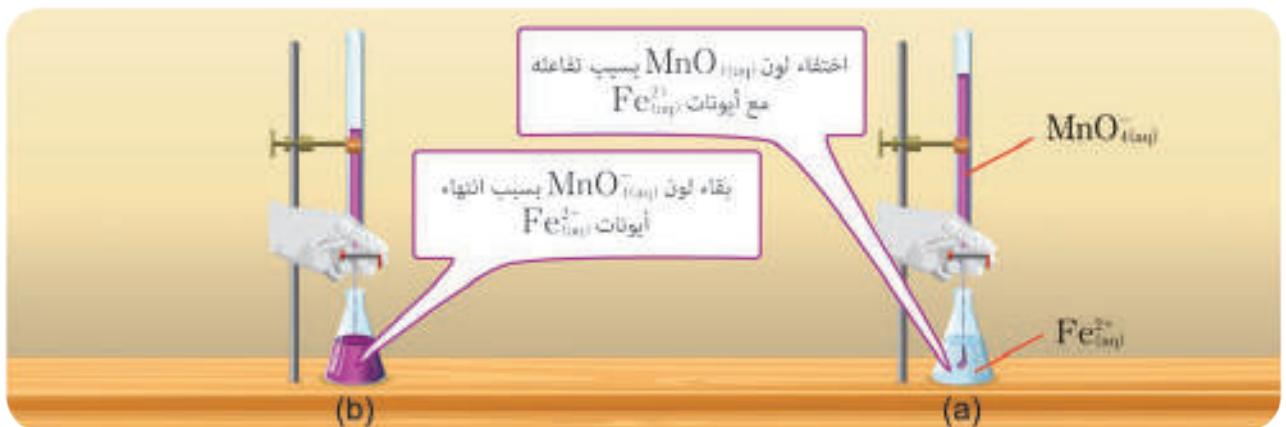 اختفاء لون MnO₄⁻(aq) بسبب تفاعله
مع أيونات Fe²⁺(aq)
MnO₄⁻(aq)
بقاء لون MnO₄⁻(aq) بسبب انتهاء
أيونات Fe²⁺(aq)
Fe²⁺(aq)
(a)
(b)